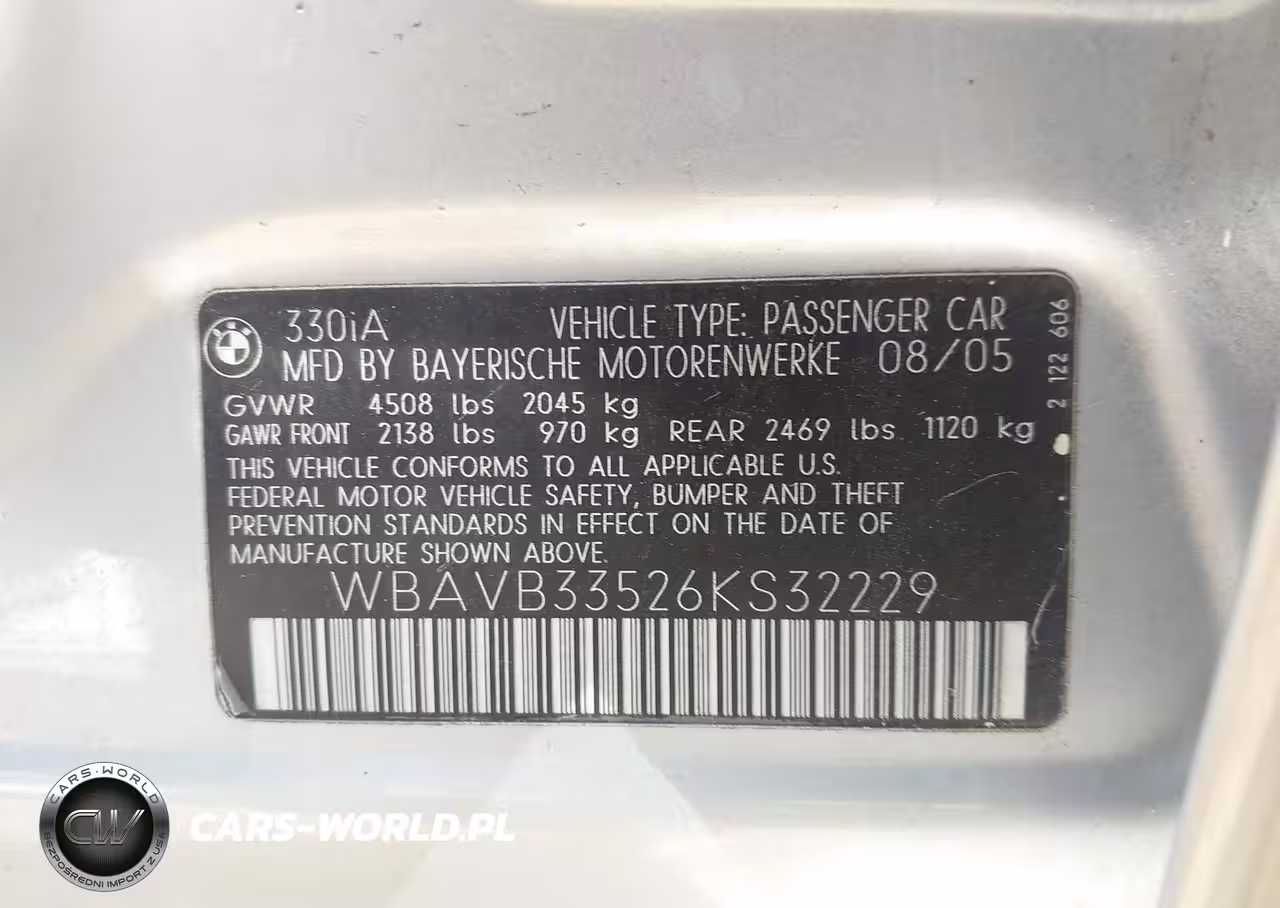 330iA VEHICLE TYPE: PASSENGER CAR
MFD BY BAYERISCHE MOTORENWERKE 08/05
GVWR 4508 lbs 2045 kg
GAWR FRONT 2138 lbs 970 kg REAR 2469 lbs 1120 kg
THIS VEHICLE CONFORMS TO ALL APPLICABLE U.S.
FEDERAL MOTOR VEHICLE SAFETY, BUMPER AND THEFT
PREVENTION STANDARDS IN EFFECT ON THE DATE OF
MANUFACTURE SHOWN ABOVE.
WBAVB33526KS32229
2 122 606
CARS-WORLD
CW
BEZPOŚREDNI IMPORT Z USA
CARS-WORLD.PL